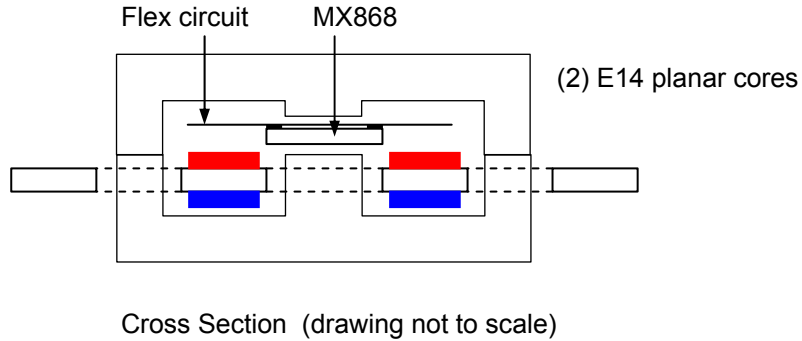 Flex circuit
MX868
(2) E14 planar cores
Cross Section (drawing not to scale)